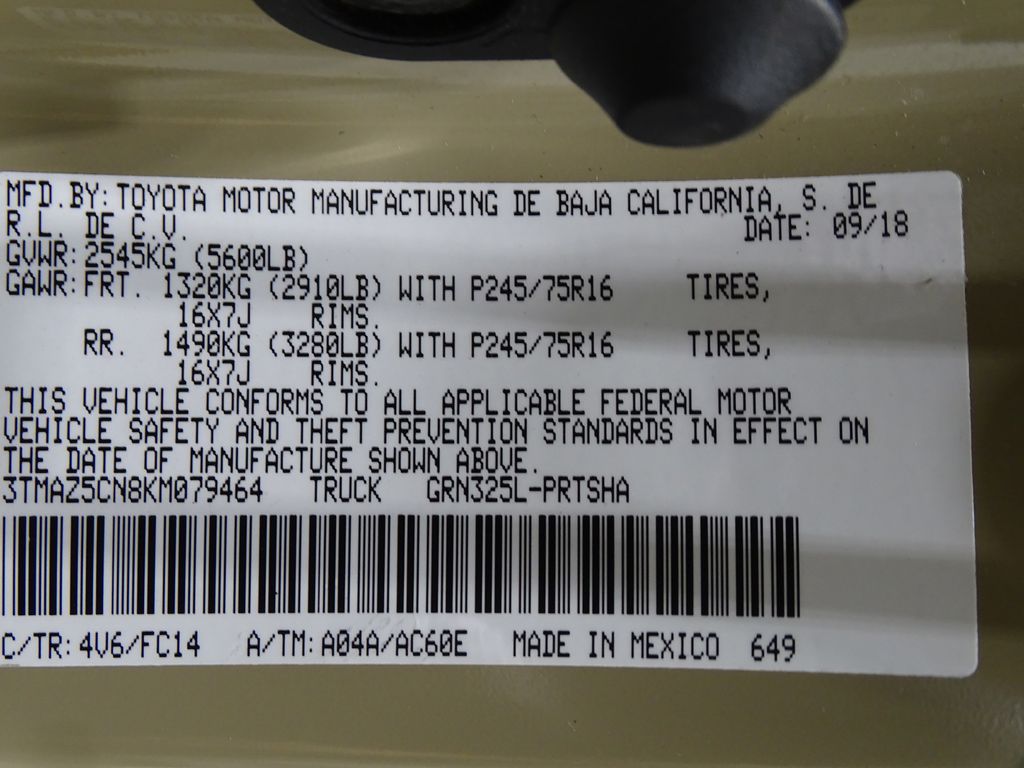 MFD.BY:TOYOTA MOTOR MANUFACTURING DE BAJA CALIFORNIA, S. DE
R.L. DE C.V. DATE: 09/18
GVWR:2545KG (5600LB)
GAWR:FRT. 1320KG (2910LB) WITH P245/75R16 TIRES,
16X7J RIMS.
RR. 1490KG (3280LB) WITH P245/75R16 TIRES,
16X7J RIMS.
THIS VEHICLE CONFORMS TO ALL APPLICABLE FEDERAL MOTOR
VEHICLE SAFETY AND THEFT PREVENTION STANDARDS IN EFFECT ON
THE DATE OF MANUFACTURE SHOWN ABOVE.
3TMAZ5CN8KM079464 TRUCK GRN325L-PRTSHA
C/TR:4V6/FC14 A/TM:A04A/AC60E MADE IN MEXICO 649